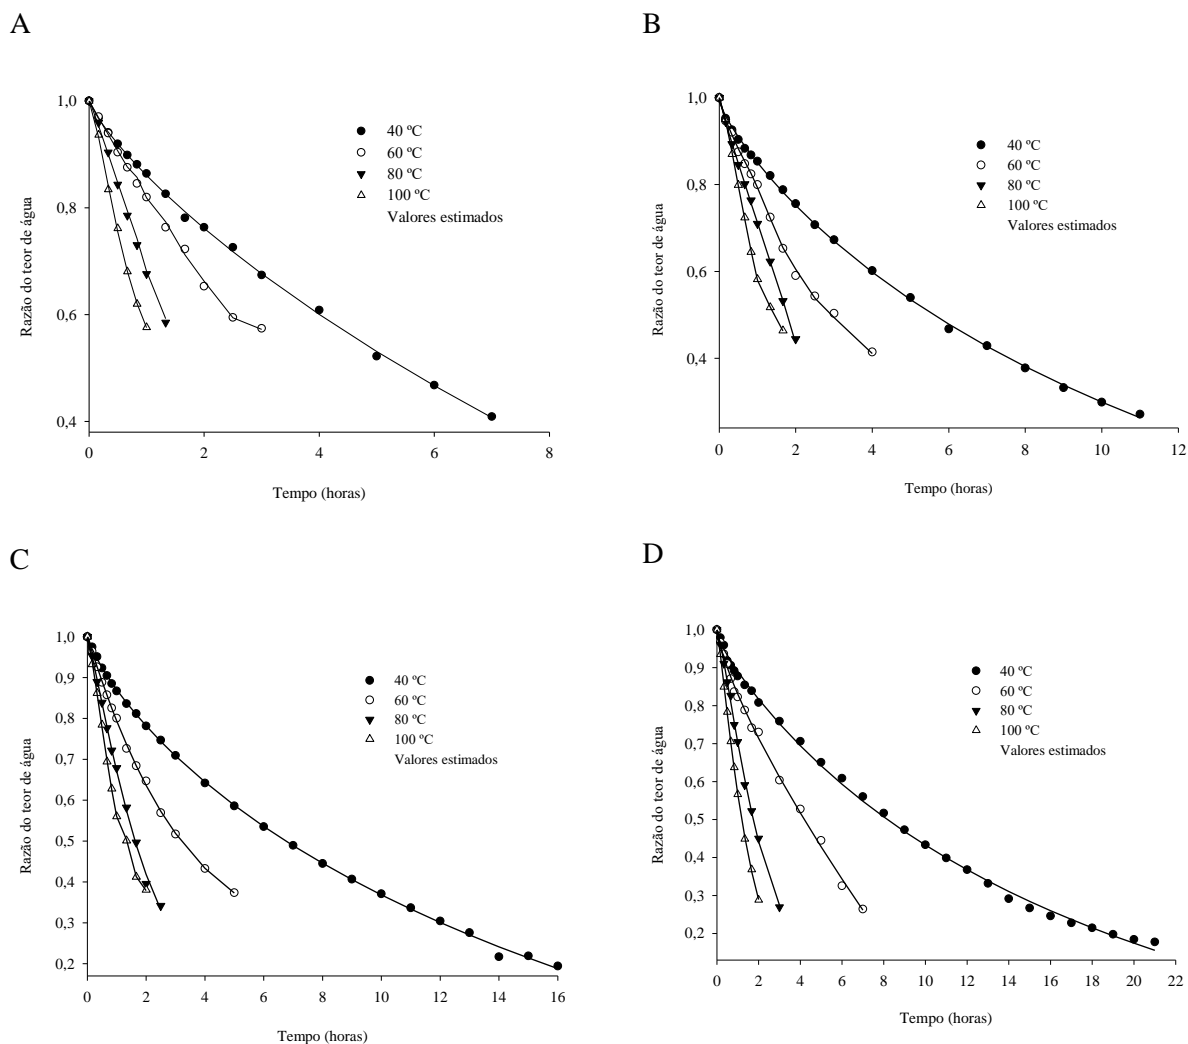 A
1,0
0,8
0,6
0,4
Razão do teor de água
40 ºC
60 ºC
80 ºC
100 ºC
Valores estimados
0 2 4 6 8
Tempo (horas)
B
1,0
0,8
0,6
0,4
Razão do teor de água
40 ºC
60 ºC
80 ºC
100 ºC
Valores estimados
0 2 4 6 8 10 12
Tempo (horas)
C
1,0
0,9
0,8
0,7
0,6
0,5
0,4
0,3
0,2
Razão do teor de água
40 ºC
60 ºC
80 ºC
100 ºC
Valores estimados
0 2 4 6 8 10 12 14 16
Tempo (horas)
D
1,0
0,9
0,8
0,7
0,6
0,5
0,4
0,3
0,2
Razão do teor de água
40 ºC
60 ºC
80 ºC
100 ºC
Valores estimados
0 2 4 6 8 10 12 14 16 18 20 22
Tempo (horas)